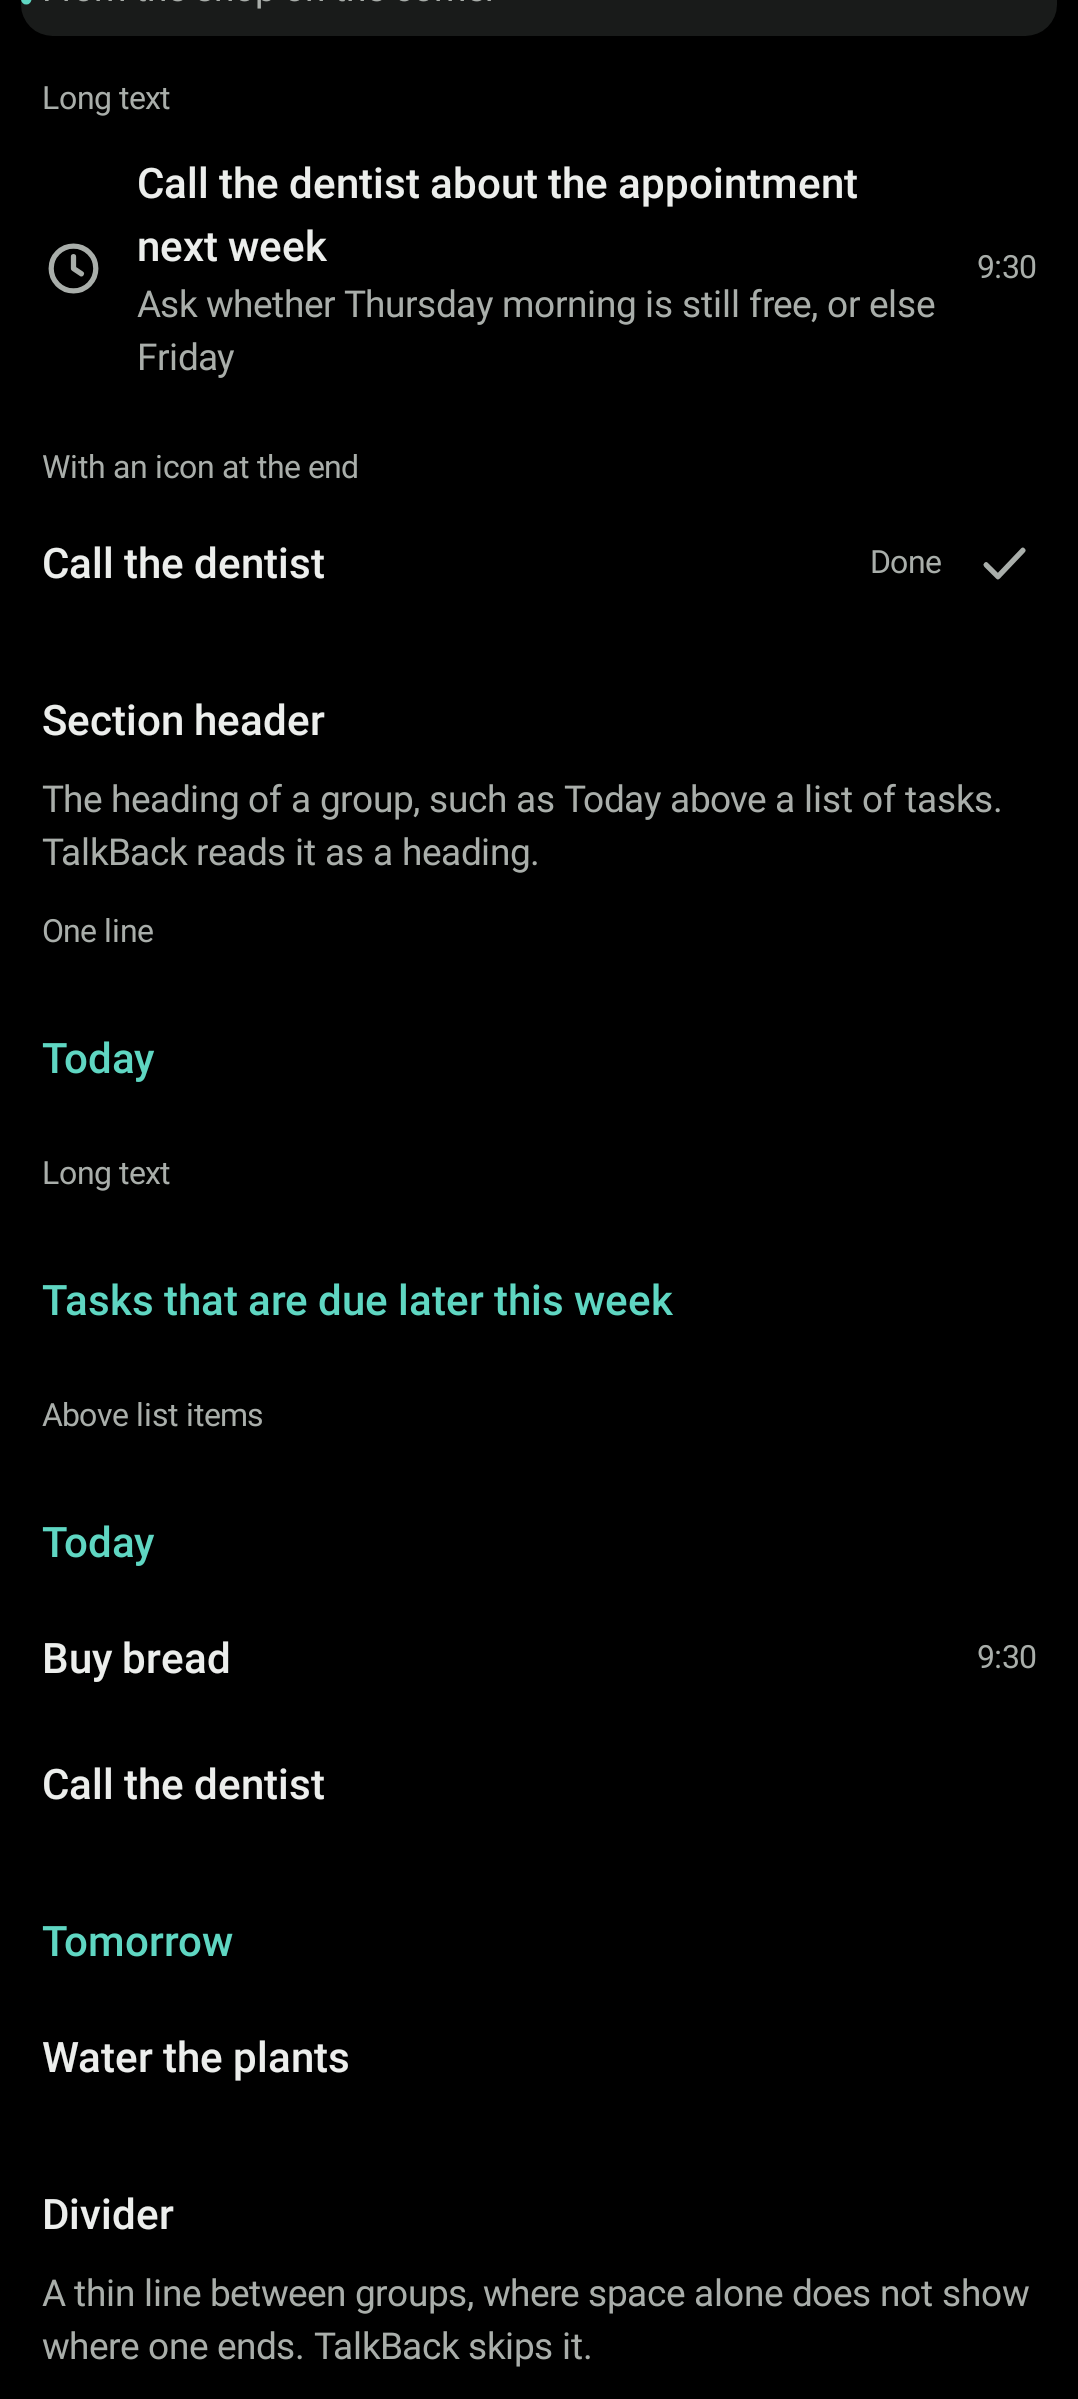 Long text
Call the dentist about the appointment
next week
9:30
Ask whether Thursday morning is still free, or else
Friday
With an icon at the end
Call the dentist
Done
Section header
The heading of a group, such as Today above a list of tasks.
TalkBack reads it as a heading.
One line
Today
Long text
Tasks that are due later this week
Above list items
Today
Buy bread
9:30
Call the dentist
Tomorrow
Water the plants
Divider
A thin line between groups, where space alone does not show
where one ends. TalkBack skips it.